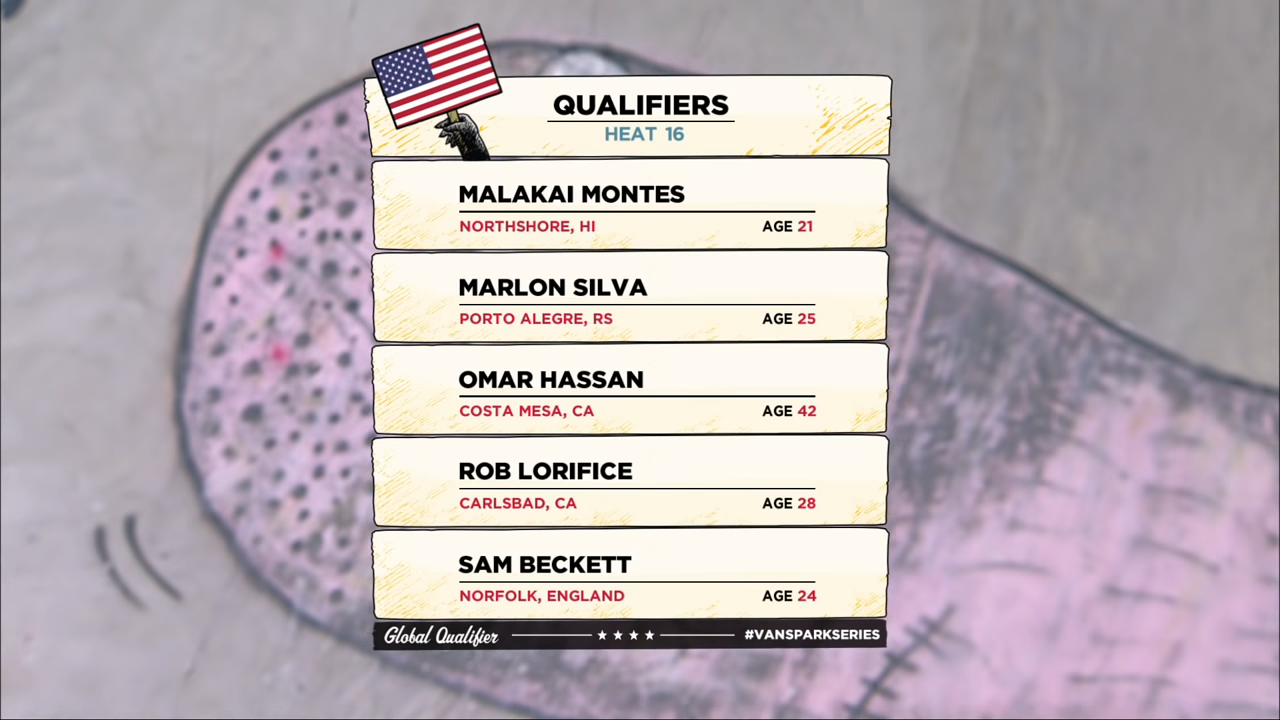 QUALIFIERS
HEAT 16
MALAKAI MONTES
NORTHSHORE, HI AGE 21
MARLON SILVA
PORTO ALEGRE, RS AGE 25
OMAR HASSAN
COSTA MESA, CA AGE 42
ROB LORIFICE
CARLSBAD, CA AGE 28
SAM BECKETT
NORFOLK, ENGLAND AGE 24
Global Qualifier #VANSPARKSERIES